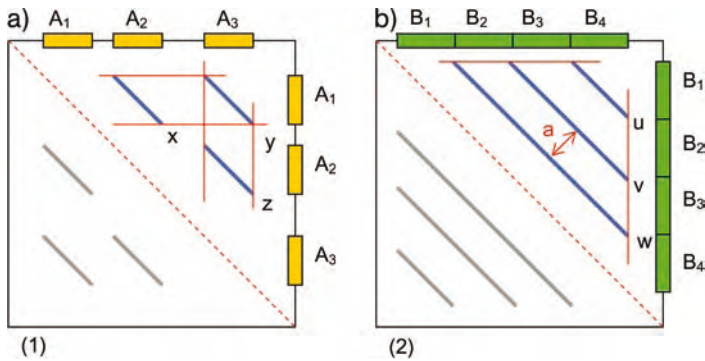 a)
A1 A2 A3
A1
A2
A3
x
y
z
(1)
b)
B1 B2 B3 B4
B1
B2
B3
B4
a
u
v
w
(2)